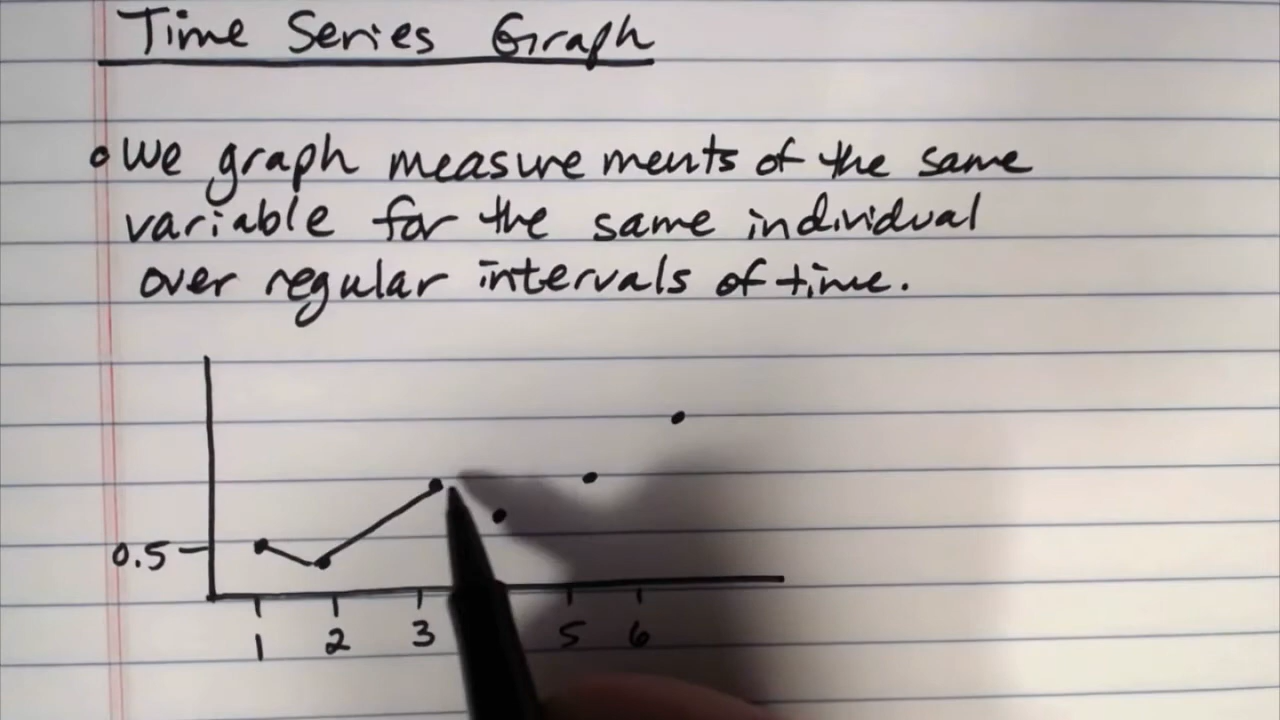 Time Series Graph
We graph measurements of the same
variable for the same individual
over regular intervals of time.
0.5
1 2 3 5 6